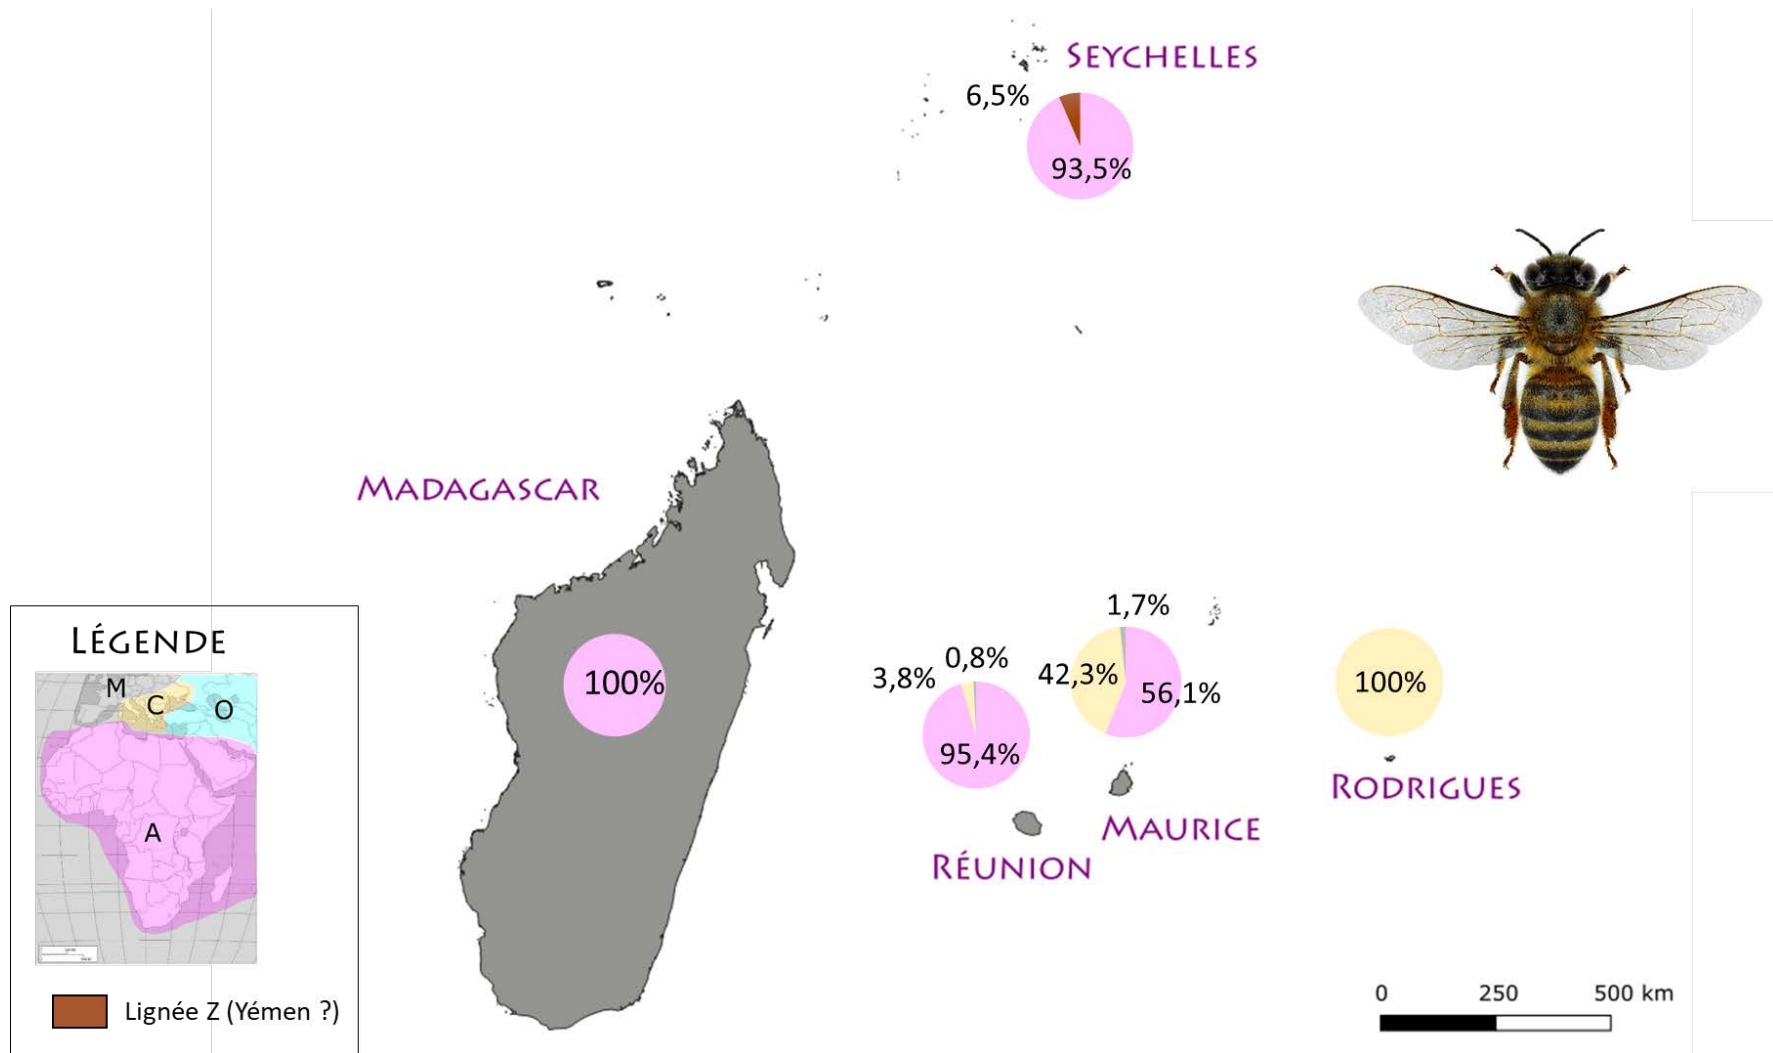 SEYCHELLES
6,5%
93,5%
MADAGASCAR
100%
3,8%
0,8%
95,4%
1,7%
42,3%
56,1%
100%
RODRIGUES
MAURICE
RÉUNION
LÉGENDE
M
C
O
A
Lignée Z (Yémen ?)
0 250 500 km